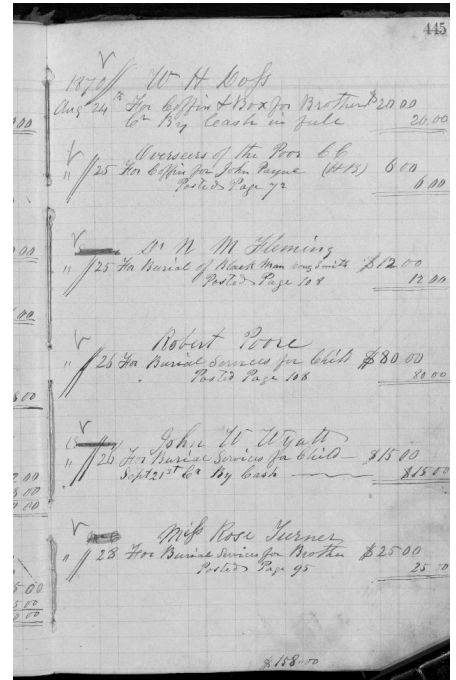 445
1870 W H Doss
Aug 24th For Coffin & Box for Brother $20.00
Cr By Cash in full 20.00
Overseers of the Poor C C
" 25 For Coffin for John Payne 6 00
Posted Page 72 6 00
Dr N M Fleming
" 25 For Burial of Black Man Smith $12 00
Posted Page 108 12 00
Robert Poore
" 26 For Burial Services for Child $80.00
Posted Page 108 80.00
John W Wyatt
" 26 For Burial Services for Child $15 00
Sept 21st Cr By Cash $15.00
Miss Rose Turner
" 28 For Burial Services for Brother $25 00
Posted Page 95 25 00
$158.00